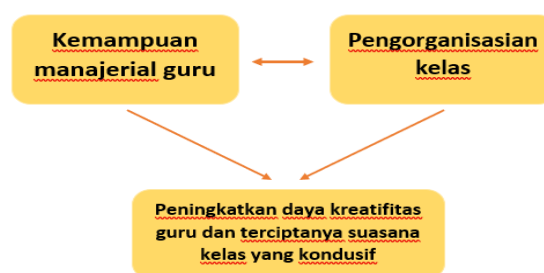 Kemampuan
manajerial guru
Pengorganisasian
kelas
Peningkatkan daya kreatifitas
guru dan terciptanya suasana
kelas yang kondusif